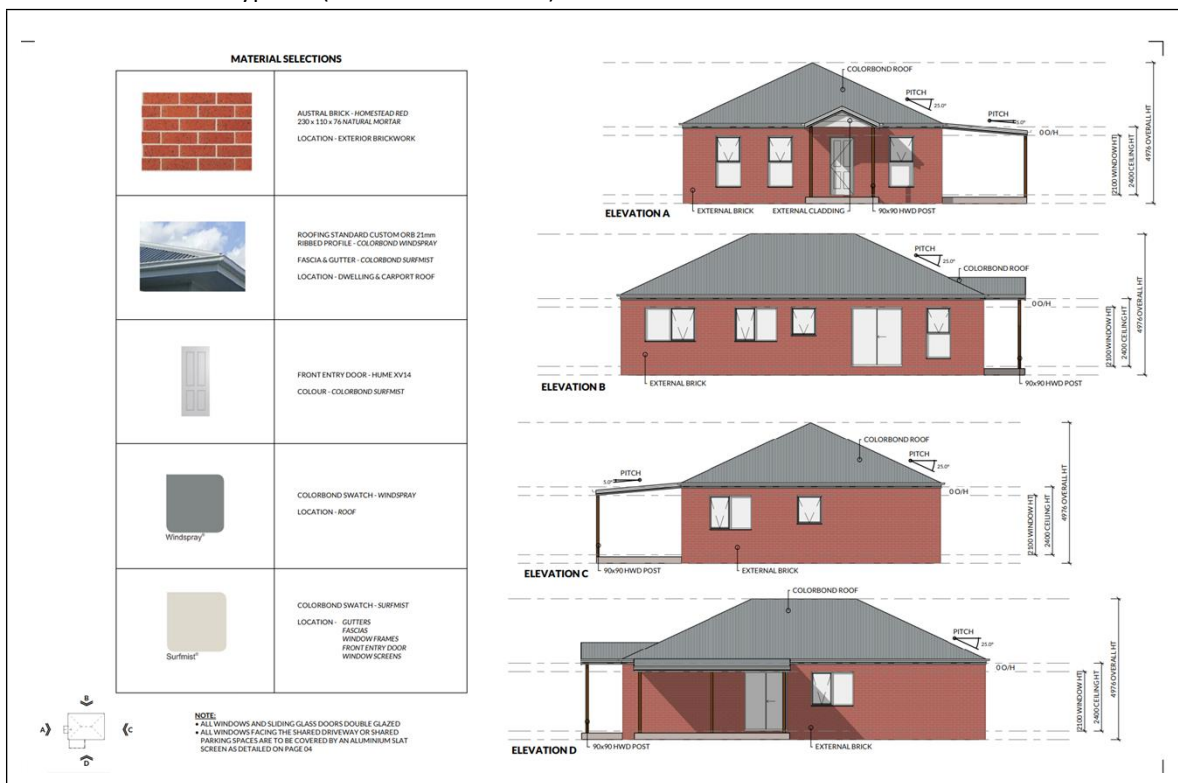 MATERIAL SELECTIONS
AUSTRAL BRICK - HOMESTEAD RED
230 x 110 x 76 NATURAL MORTAR
LOCATION - EXTERIOR BRICKWORK
ROOFING STANDARD CUSTOM ORB 21mm
RIBBED PROFILE - COLORBOND WINDSPRAY
FASCIA & GUTTER - COLORBOND SURFMIST
LOCATION - DWELLING & CARPORT ROOF
FRONT ENTRY DOOR - HUME XV14
COLOUR - COLORBOND SURFMIST
Windspray®
COLORBOND SWATCH - WINDSPRAY
LOCATION - ROOF
Surfmist®
COLORBOND SWATCH - SURFMIST
LOCATION - GUTTERS
FASCIAS
WINDOW FRAMES
FRONT ENTRY DOOR
WINDOW SCREENS
B
A
C
D
NOTE:
• ALL WINDOWS AND SLIDING GLASS DOORS DOUBLE GLAZED
• ALL WINDOWS FACING THE SHARED DRIVEWAY OR SHARED
PARKING SPACES ARE TO BE COVERED BY AN ALUMINIUM SLAT
SCREEN AS DETAILED ON PAGE 04
COLORBOND ROOF
PITCH
25.0°
PITCH
0 O/H
2100 WINDOW HT
2400 CEILING HT
4976 OVERALL HT
ELEVATION A
EXTERNAL BRICK
EXTERNAL CLADDING
90x90 HWD POST
PITCH
25.0°
COLORBOND ROOF
0 O/H
2100 WINDOW HT
2400 CEILING HT
4976 OVERALL HT
ELEVATION B
EXTERNAL BRICK
90x90 HWD POST
COLORBOND ROOF
PITCH
25.0°
PITCH
5.0°
0 O/H
2100 WINDOW HT
2400 CEILING HT
4976 OVERALL HT
ELEVATION C
90x90 HWD POST
EXTERNAL BRICK
COLORBOND ROOF
PITCH
25.0°
0 O/H
2100 WINDOW HT
2400 CEILING HT
4976 OVERALL HT
ELEVATION D
90x90 HWD POST
EXTERNAL BRICK